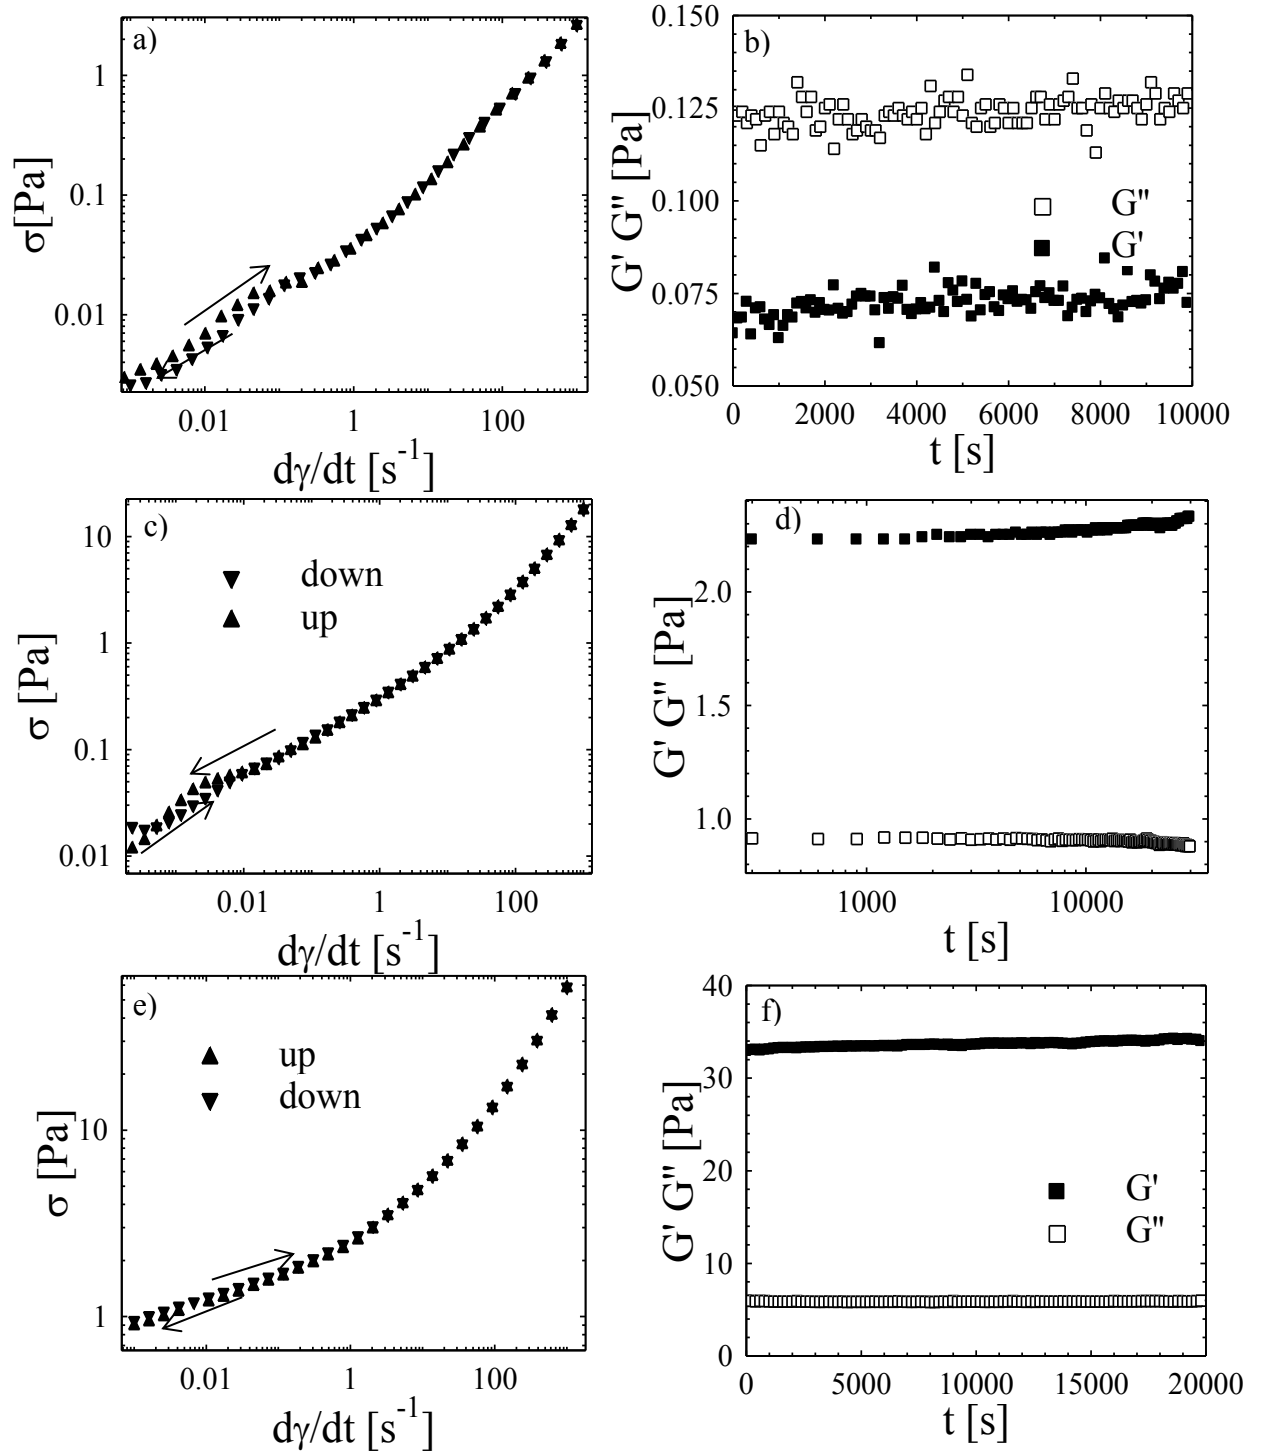 a)
1
0.1
0.01
σ[Pa]
0.01 1 100
dγ/dt [s⁻¹]
b)
0.150
0.125
0.100
0.075
0.050
G' G'' [Pa]
G''
G'
0 2000 4000 6000 8000 10000
t [s]
c)
10
1
0.1
0.01
σ [Pa]
down
up
0.01 1 100
dγ/dt [s⁻¹]
d)
2.0
1.5
1.0
G' G'' [Pa]
1000 10000
t [s]
e)
10
1
σ [Pa]
up
down
0.01 1 100
dγ/dt [s⁻¹]
f)
40
30
20
10
0
G' G'' [Pa]
G'
G''
0 5000 10000 15000 20000
t [s]